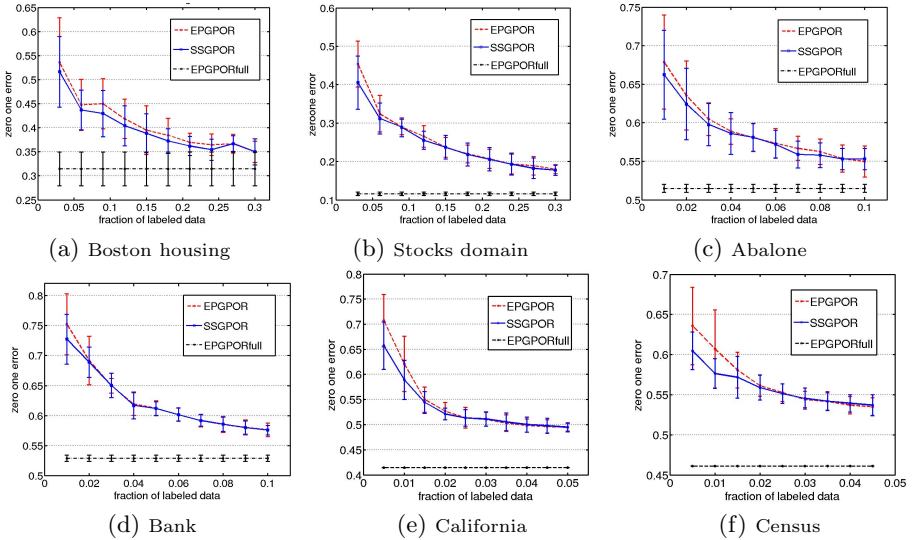 0.65
0.6
0.55
0.5
0.45
0.4
0.35
0.3
0.25
zero one error
EPGPOR
SSGPOR
EPGPORfull
0 0.05 0.1 0.15 0.2 0.25 0.3
fraction of labeled data
(a) Boston housing
0.6
0.5
0.4
0.3
0.2
0.1
zeroone error
EPGPOR
SSGPOR
EPGPORfull
0 0.05 0.1 0.15 0.2 0.25 0.3
fraction of labeled data
(b) Stocks domain
0.75
0.65
0.55
zero one error
EPGPOR
SSGPOR
EPGPORfull
0 0.02 0.04 0.06 0.08 0.1
fraction of labeled data
(c) Abalone
0.8
0.75
0.7
0.65
0.6
0.55
0.5
zero one error
EPGPOR
SSGPOR
EPGPORfull
0 0.02 0.04 0.06 0.08 0.1
fraction of labeled data
(d) Bank
0.8
0.75
0.7
0.65
0.6
0.55
0.5
0.45
0.4
zero one error
EPGPOR
SSGPOR
EPGPORfull
0 0.01 0.02 0.03 0.04 0.05
fraction of labeled data
(e) California
0.7
0.65
0.6
0.55
0.5
0.45
zero one error
EPGPOR
SSGPOR
EPGPORfull
0 0.01 0.02 0.03 0.04 0.05
fraction of labeled data
(f) Census